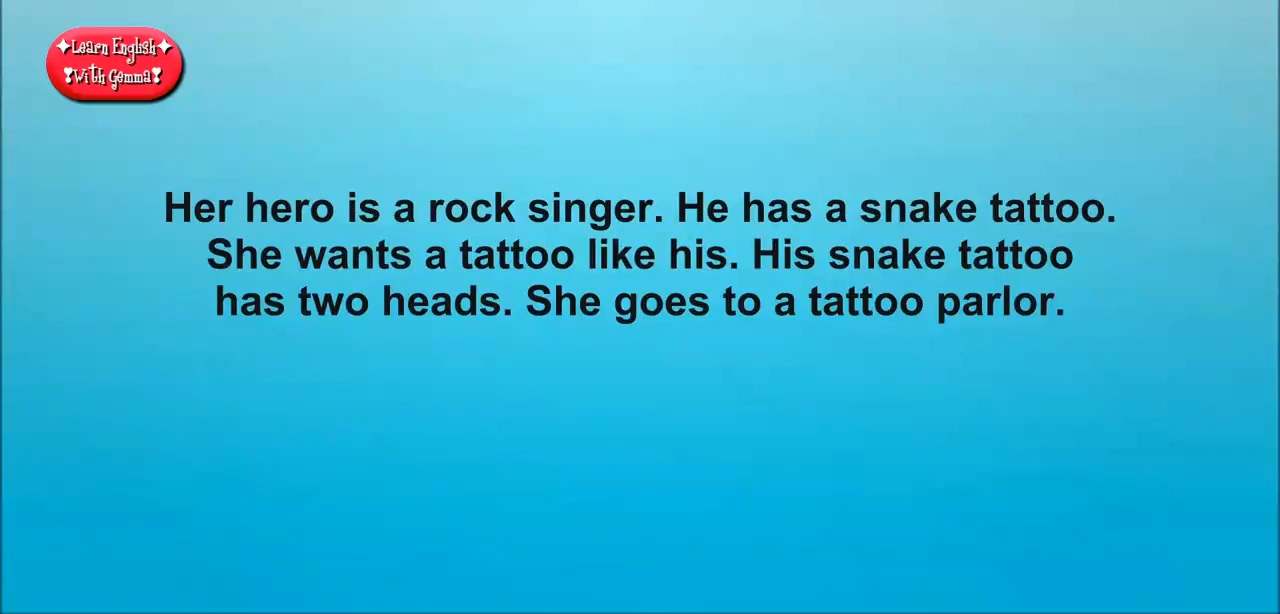 Learn English
With Gemma
Her hero is a rock singer. He has a snake tattoo.
She wants a tattoo like his. His snake tattoo
has two heads. She goes to a tattoo parlor.